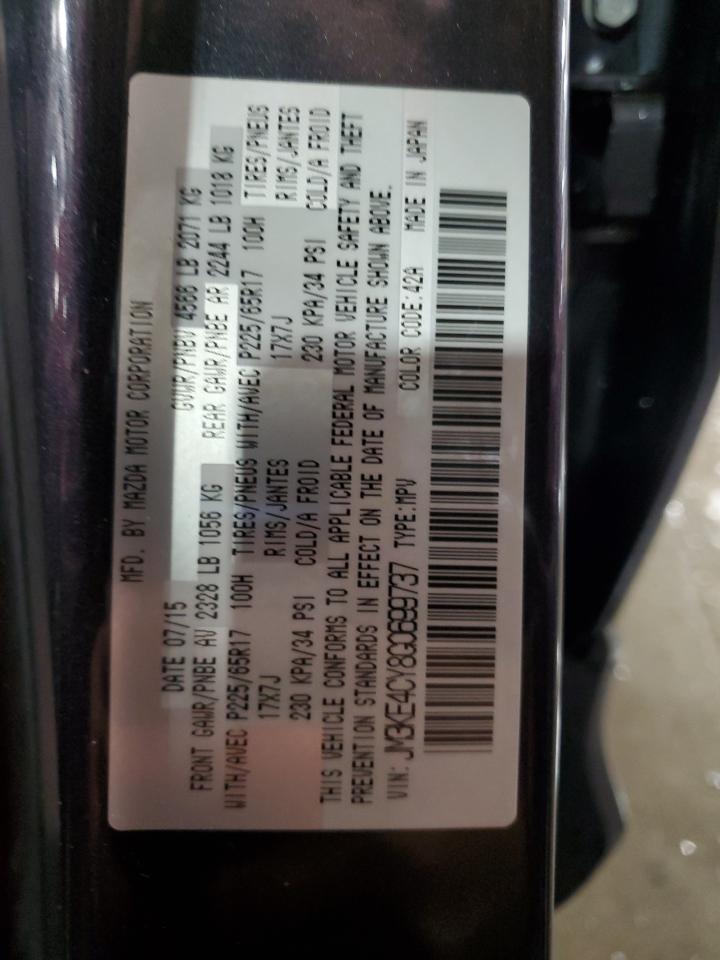 MFD. BY MAZDA MOTOR CORPORATION
DATE 07/15 GVWR/PNBV 4566 LB 2071 KG
FRONT GAWR/PNBE AV 2328 LB 1056 KG REAR GAWR/PNBE AR 2244 LB 1018 KG
WITH/AVEC P225/65R17 100H TIRES/PNEUS WITH/AVEC P225/65R17 100H TIRES/PNEUS
17X7J RIMS/JANTES 17X7J RIMS/JANTES
230 KPA/34 PSI COLD/A FROID 230 KPA/34 PSI COLD/A FROID
THIS VEHICLE CONFORMS TO ALL APPLICABLE FEDERAL MOTOR VEHICLE SAFETY AND THEFT
PREVENTION STANDARDS IN EFFECT ON THE DATE OF MANUFACTURE SHOWN ABOVE.
VIN: JM3KE4CY8G0699737 TYPE:MPV COLOR CODE:42A MADE IN JAPAN